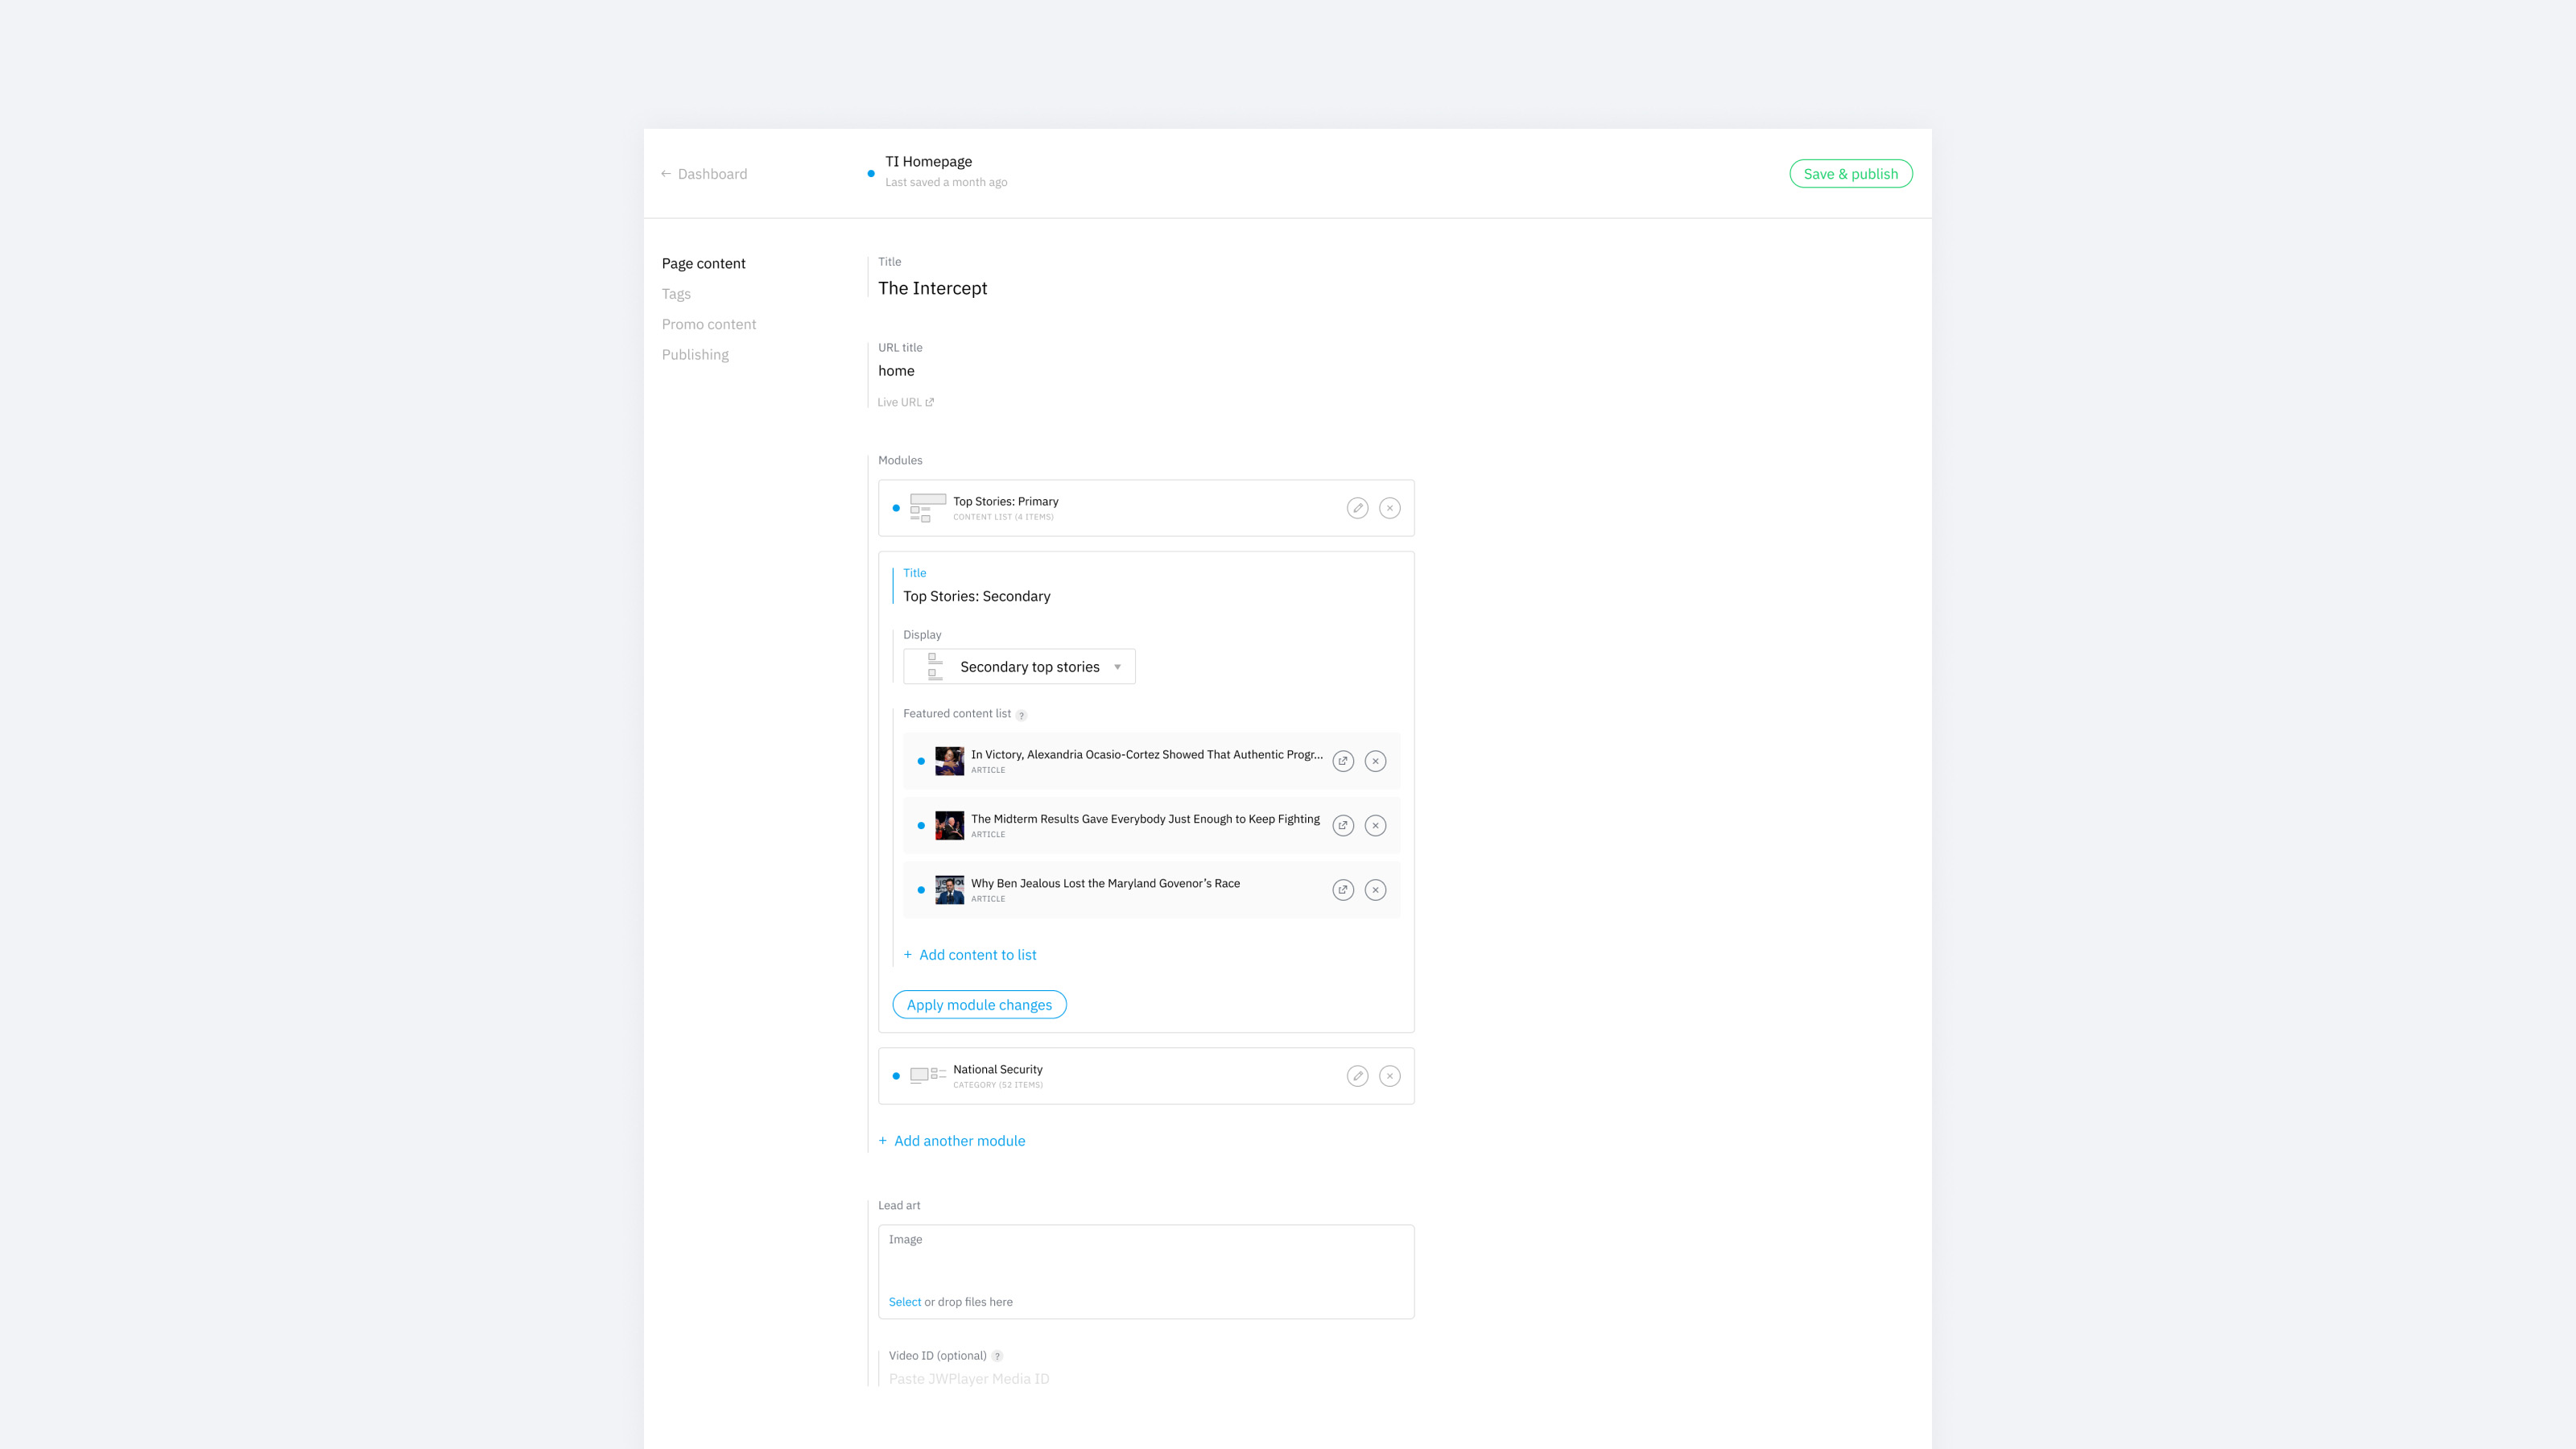 ← Dashboard
TI Homepage
Last saved a month ago
Save & publish
Page content
Tags
Promo content
Publishing
Title
The Intercept
URL title
home
Live URL
Modules
Top Stories: Primary
CONTENT LIST (4 ITEMS)
Title
Top Stories: Secondary
Display
Secondary top stories
Featured content list ?
In Victory, Alexandria Ocasio-Cortez Showed That Authentic Progr...
ARTICLE
The Midterm Results Gave Everybody Just Enough to Keep Fighting
ARTICLE
Why Ben Jealous Lost the Maryland Govenor’s Race
ARTICLE
+ Add content to list
Apply module changes
National Security
CATEGORY (52 ITEMS)
+ Add another module
Lead art
Image
Select or drop files here
Video ID (optional) ?
Paste JWPlayer Media ID